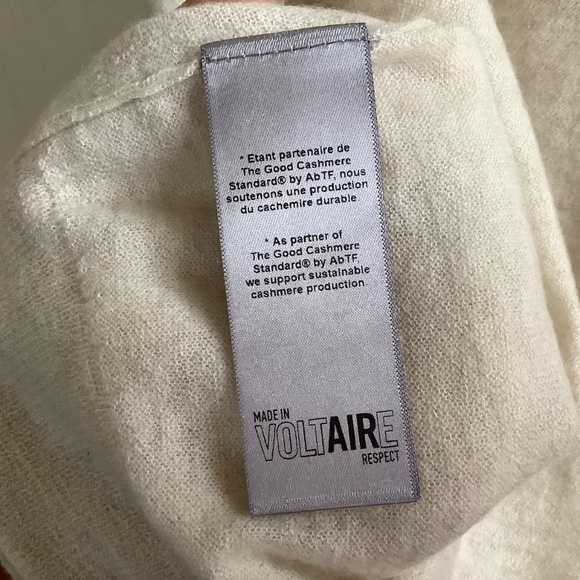 * Etant partenaire de
The Good Cashmere
Standard® by AbTF, nous
soutenons une production
du cachemire durable.
* As partner of
The Good Cashmere
Standard® by AbTF,
we support sustainable
cashmere production.
MADE IN
VOLTAIRE
RESPECT